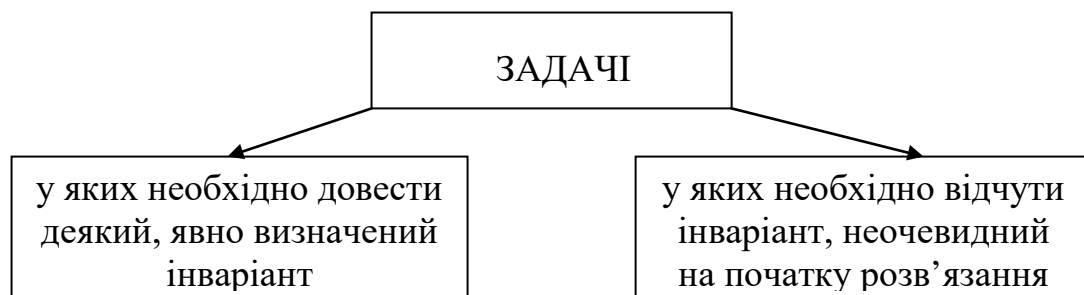 ЗАДАЧІ
у яких необхідно довести
деякий, явно визначений
інваріант
у яких необхідно відчути
інваріант, неочевидний
на початку розв’язання